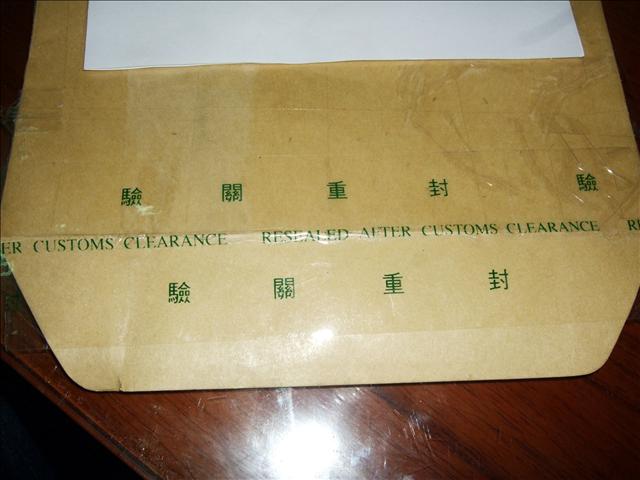 驗 關 重 封 驗
ER CUSTOMS CLEARANCE RESEALED AFTER CUSTOMS CLEARANCE RE
驗 關 重 封